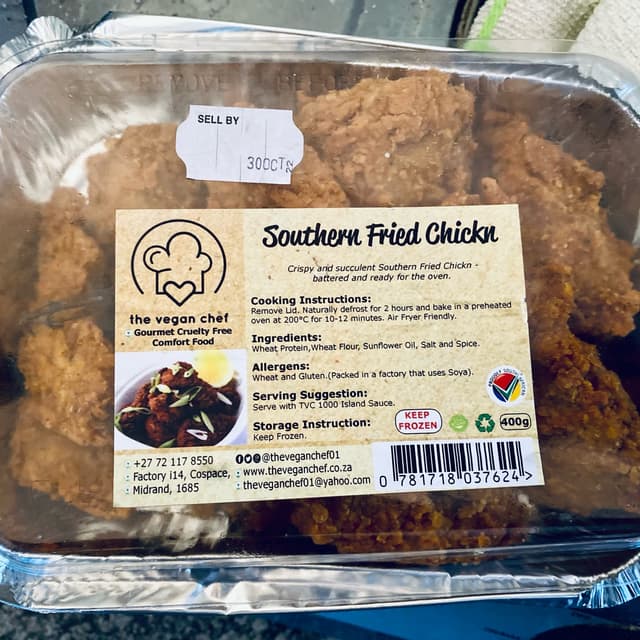 REMOVE
SELL BY
30OCT22
Southern Fried Chickn
Crispy and succulent Southern Fried Chickn -
battered and ready for the oven.
the vegan chef
Gourmet Cruelty Free
Comfort Food
Cooking Instructions:
Remove Lid. Naturally defrost for 2 hours and bake in a preheated
oven at 200°C for 10-12 minutes. Air Fryer Friendly.
Ingredients:
Wheat Protein,Wheat Flour, Sunflower Oil, Salt and Spice.
Allergens:
Wheat and Gluten.(Packed in a factory that uses Soya).
Serving Suggestion:
Serve with TVC 1000 Island Sauce.
Storage Instruction:
Keep Frozen.
KEEP
FROZEN
400g
PROUDLY SOUTH AFRICAN
: +27 72 117 8550
: Factory i14, Cospace,
: Midrand, 1685
@theveganchef01
: www.theveganchef.co.za
: theveganchef01@yahoo.com
0 781718 037624 >